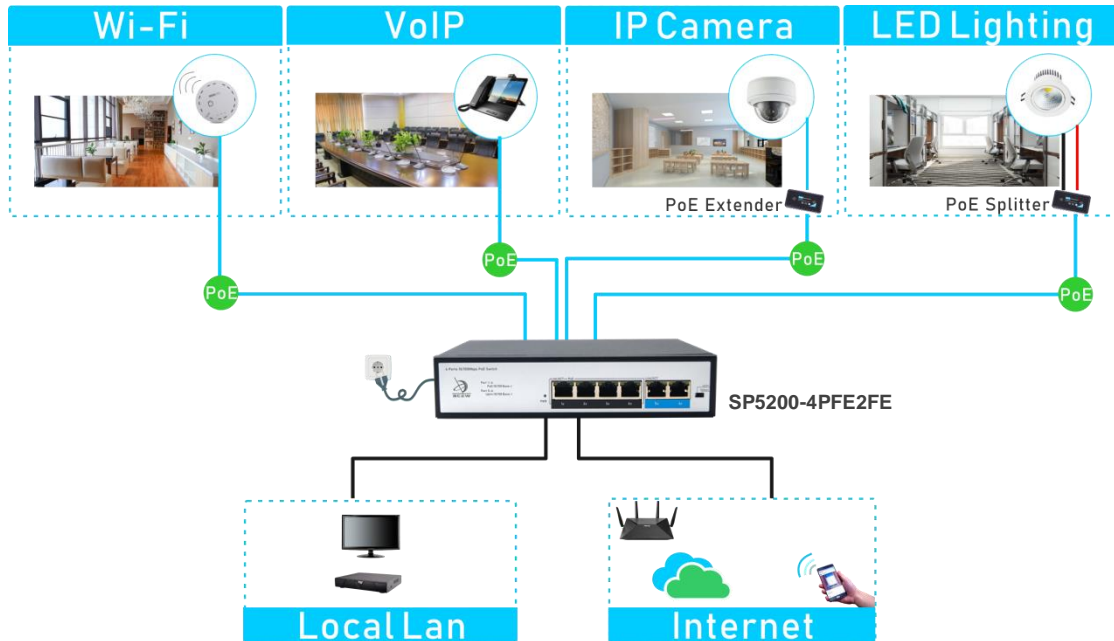 Wi-Fi
VoIP
IP Camera
LED Lighting
PoE Extender
PoE Splitter
PoE
PoE
PoE
PoE
SP5200-4PFE2FE
Local Lan
Internet